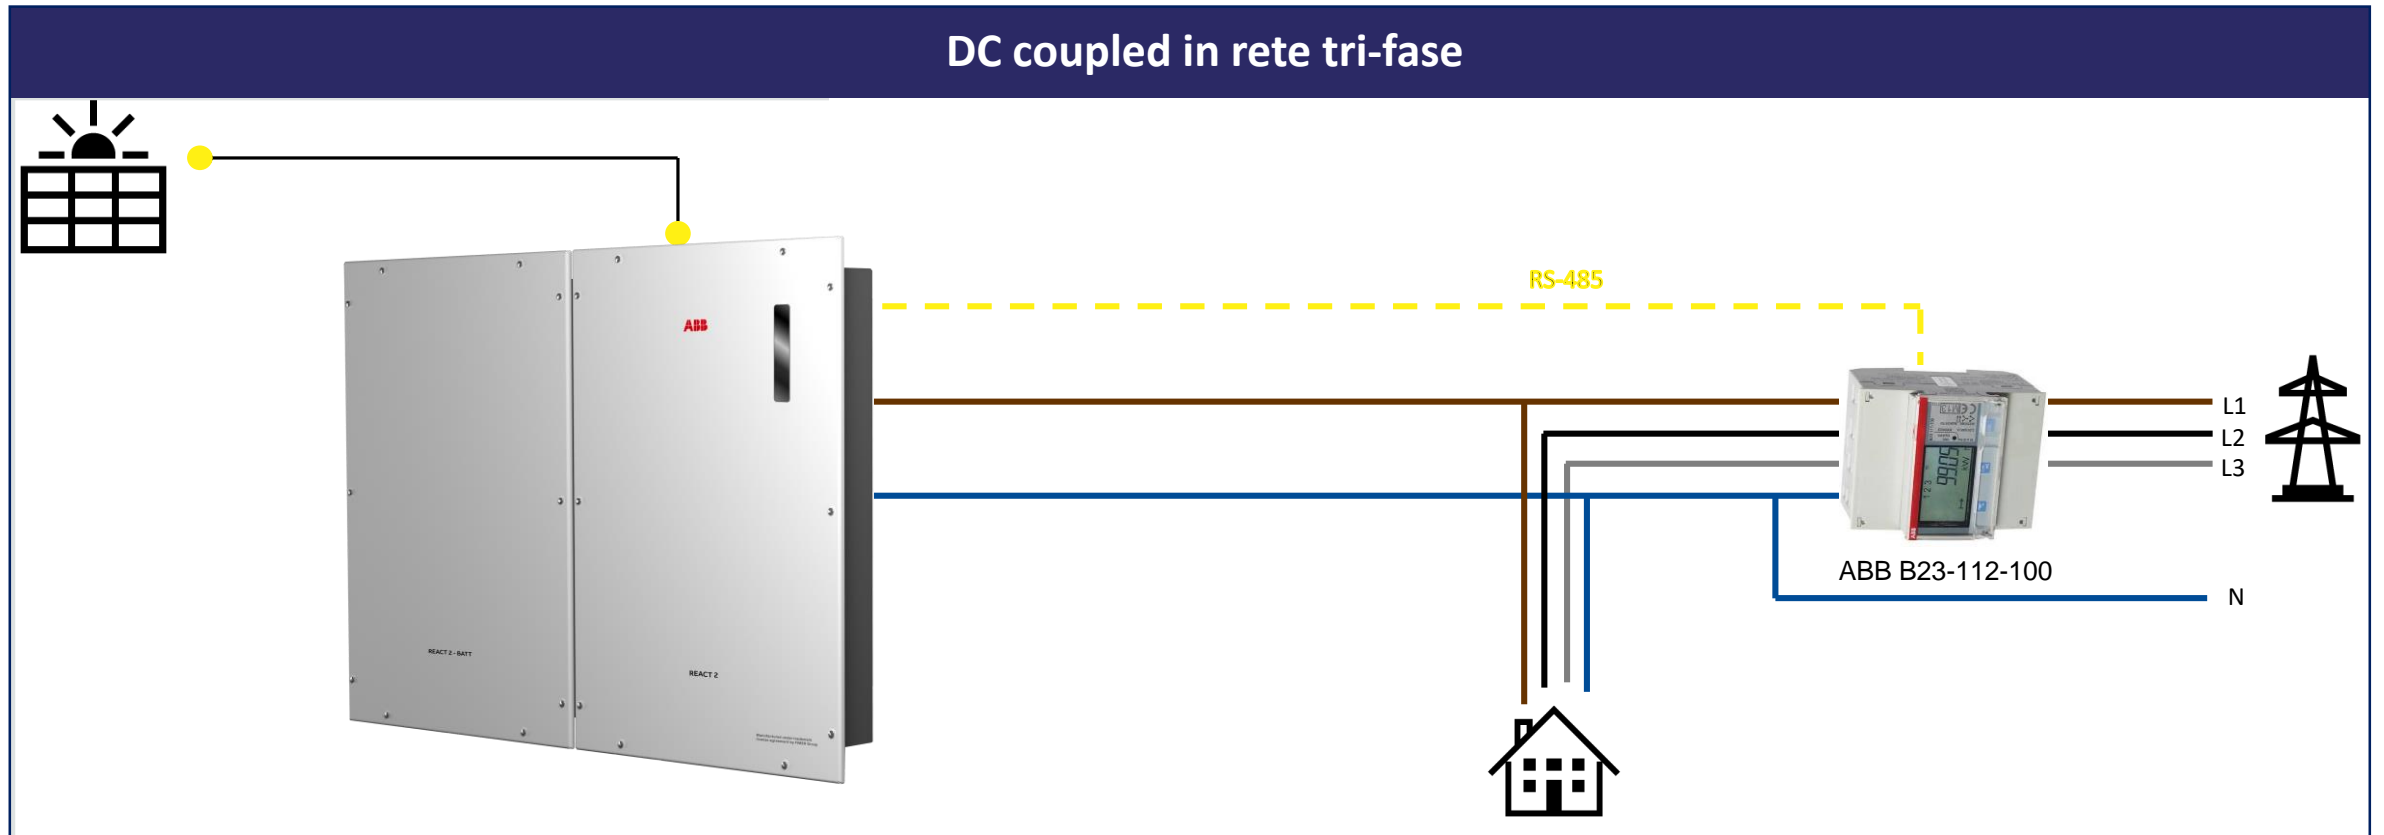 DC coupled in rete tri-fase
RS-485
ABB
L1
L2
L3
ABB B23-112-100
N
REACT 2 - BATT
REACT 2